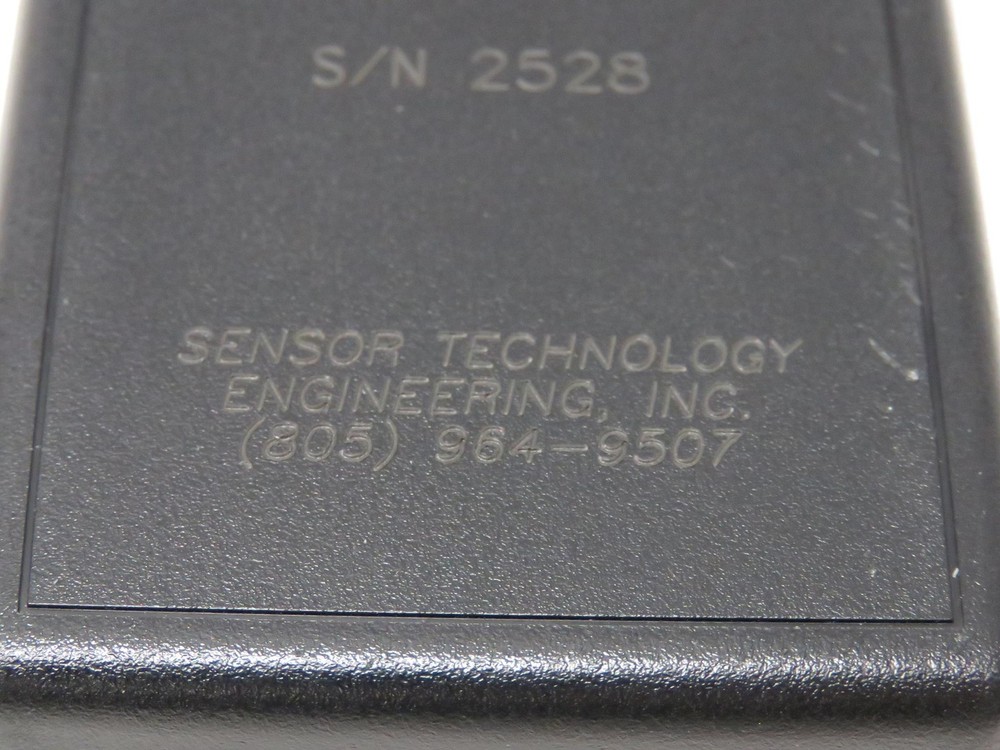 S/N 2528
SENSOR TECHNOLOGY
ENGINEERING, INC.
(805) 964-9507